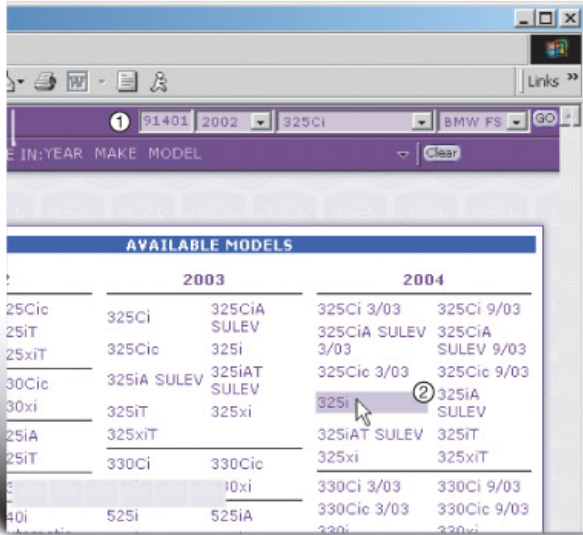 Links »
① 91401 2002 325Ci BMW FS GO
E IN:YEAR MAKE MODEL Clear
AVAILABLE MODELS
2003 2004
25Cic 325Ci 325CiA SULEV 325Ci 3/03 325Ci 9/03
25iT 325CiA SULEV 3/03 325CiA SULEV 9/03
25xiT 325Cic 325i 325Cic 3/03 325Cic 9/03
30Cic 325iA SULEV 325iAT SULEV 325i ② 325iA SULEV
30xi 325iT 325xi
25iA 325xiT 325iAT SULEV 325iT
25iT 325xi 325xiT
330Ci 330Cic 330Ci 3/03 330Ci 9/03
30xi 330Cic 3/03 330Cic 9/03
40i 525i 525iA 330i 330xi